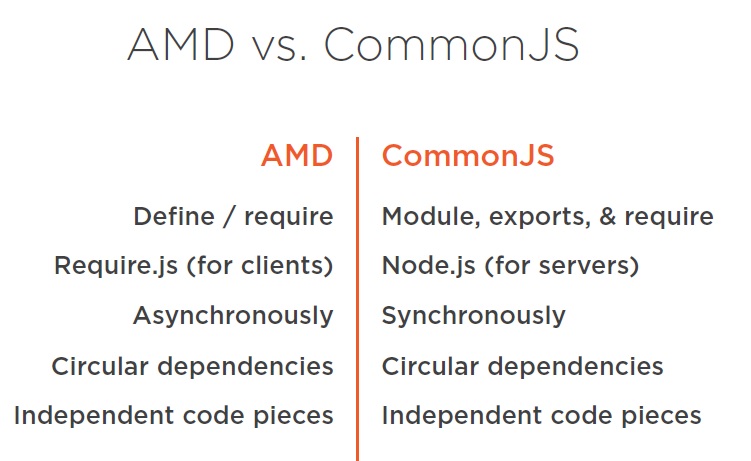 AMD vs. CommonJS
AMD
CommonJS
Define / require
Module, exports, & require
Require.js (for clients)
Node.js (for servers)
Asynchronously
Synchronously
Circular dependencies
Circular dependencies
Independent code pieces
Independent code pieces